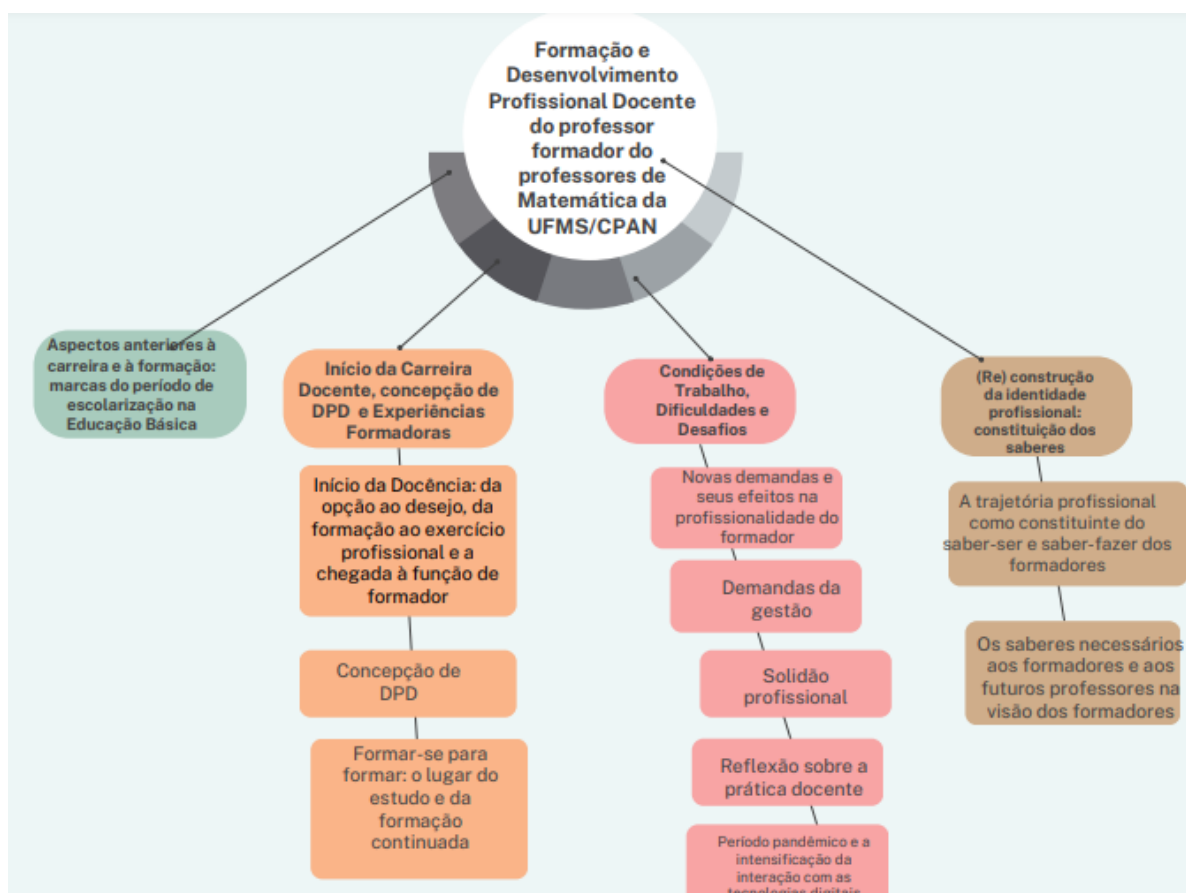 Formação e
Desenvolvimento
Profissional Docente
do professor
formador do
professores de
Matemática da
UFMS/CPAN
Aspectos anteriores à
carreira e à formação:
marcas do período de
escolarização na
Educação Básica
Início da Carreira
Docente, concepção de
DPD e Experiências
Formadoras
Início da Docência: da
opção ao desejo, da
formação ao exercício
profissional e a
chegada à função de
formador
Concepção de
DPD
Formar-se para
formar: o lugar do
estudo e da
formação
continuada
Condições de
Trabalho,
Dificuldades e
Desafios
Novas demandas e
seus efeitos na
profissionalidade do
formador
Demandas da
gestão
Solidão
profissional
Reflexão sobre a
prática docente
Período pandêmico e a
intensificação da
interação com as
tecnologias digitais
(Re) construção
da identidade
profissional:
constituição dos
saberes
A trajetória profissional
como constituinte do
saber-ser e saber-fazer dos
formadores
Os saberes necessários
aos formadores e aos
futuros professores na
visão dos formadores